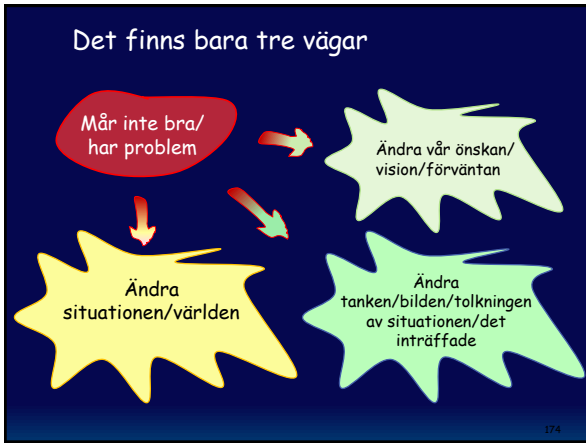 Det finns bara tre vägar
Mår inte bra/
har problem
Ändra vår önskan/
vision/förväntan
Ändra
situationen/världen
Ändra
tanken/bilden/tolkningen
av situationen/det
inträffade
174